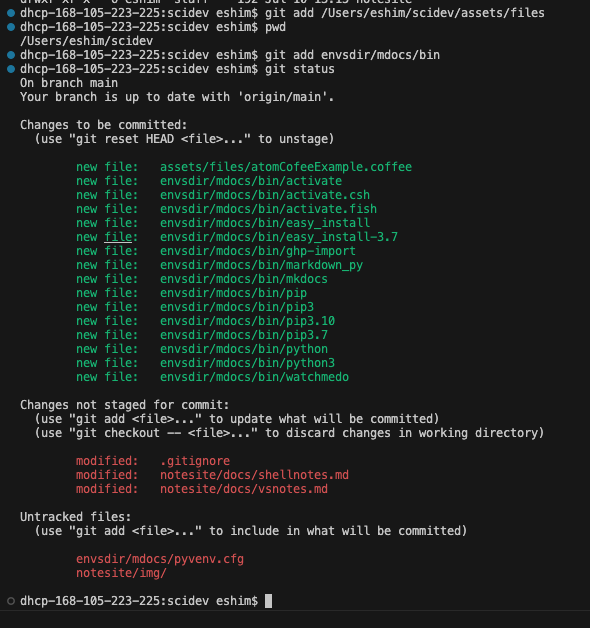 dhcp-168-105-223-225:scidev eshim$ git add /Users/eshim/scidev/assets/files
dhcp-168-105-223-225:scidev eshim$ pwd
/Users/eshim/scidev
dhcp-168-105-223-225:scidev eshim$ git add envsdir/mdocs/bin
dhcp-168-105-223-225:scidev eshim$ git status
On branch main
Your branch is up to date with 'origin/main'.
Changes to be committed:
(use "git reset HEAD <file>..." to unstage)
new file: assets/files/atomCofeeExample.coffee
new file: envsdir/mdocs/bin/activate
new file: envsdir/mdocs/bin/activate.csh
new file: envsdir/mdocs/bin/activate.fish
new file: envsdir/mdocs/bin/easy_install
new file: envsdir/mdocs/bin/easy_install-3.7
new file: envsdir/mdocs/bin/ghp-import
new file: envsdir/mdocs/bin/markdown_py
new file: envsdir/mdocs/bin/mkdocs
new file: envsdir/mdocs/bin/pip
new file: envsdir/mdocs/bin/pip3
new file: envsdir/mdocs/bin/pip3.10
new file: envsdir/mdocs/bin/pip3.7
new file: envsdir/mdocs/bin/python
new file: envsdir/mdocs/bin/python3
new file: envsdir/mdocs/bin/watchmedo
Changes not staged for commit:
(use "git add <file>..." to update what will be committed)
(use "git checkout -- <file>..." to discard changes in working directory)
modified: .gitignore
modified: notesite/docs/shellnotes.md
modified: notesite/docs/vsnotes.md
Untracked files:
(use "git add <file>..." to include in what will be committed)
envsdir/mdocs/pyvenv.cfg
notesite/img/
dhcp-168-105-223-225:scidev eshim$